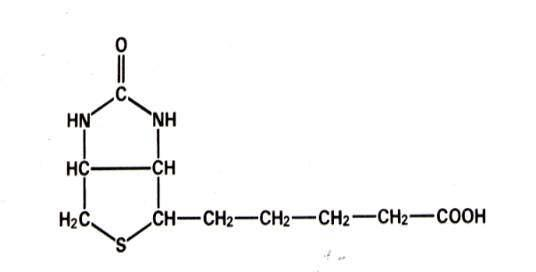 O
C
HN NH
HC CH
H₂C CH—CH₂—CH₂—CH₂—CH₂—COOH
S